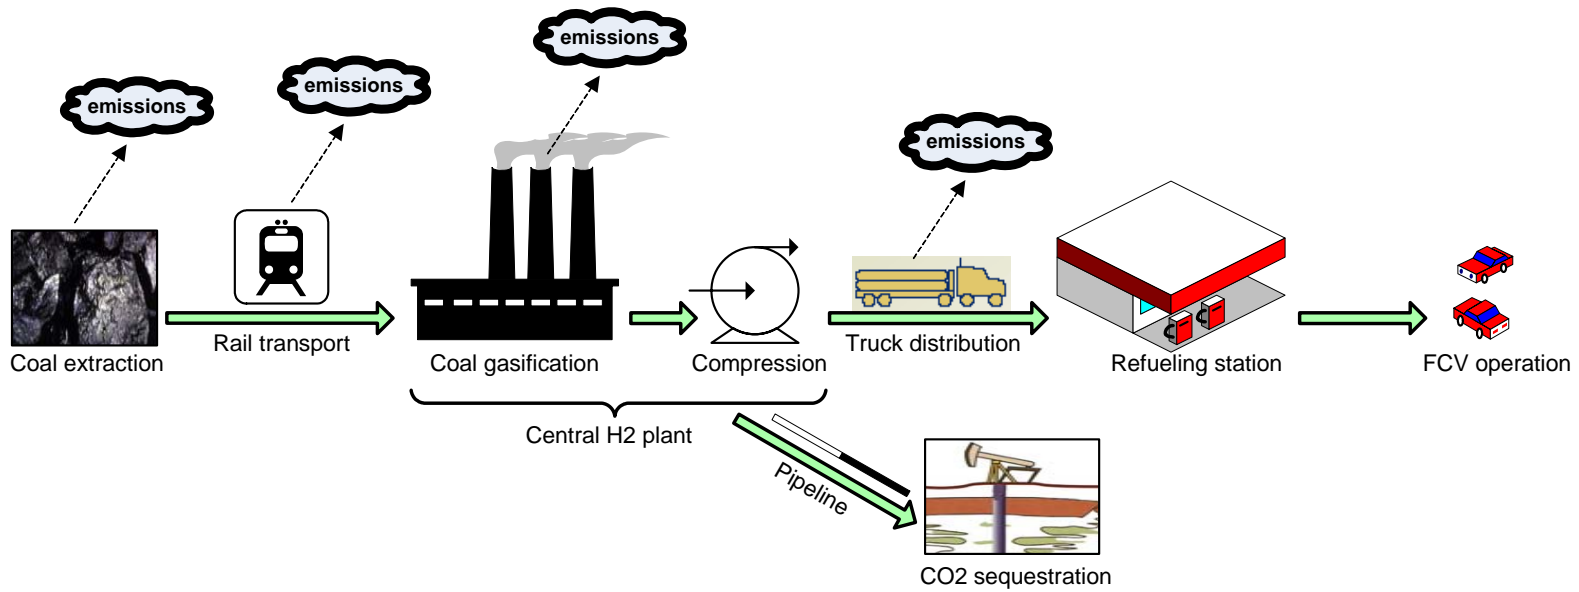 emissions
emissions
emissions
emissions
Coal extraction
Rail transport
Coal gasification
Compression
Truck distribution
Refueling station
FCV operation
Central H2 plant
Pipeline
CO2 sequestration